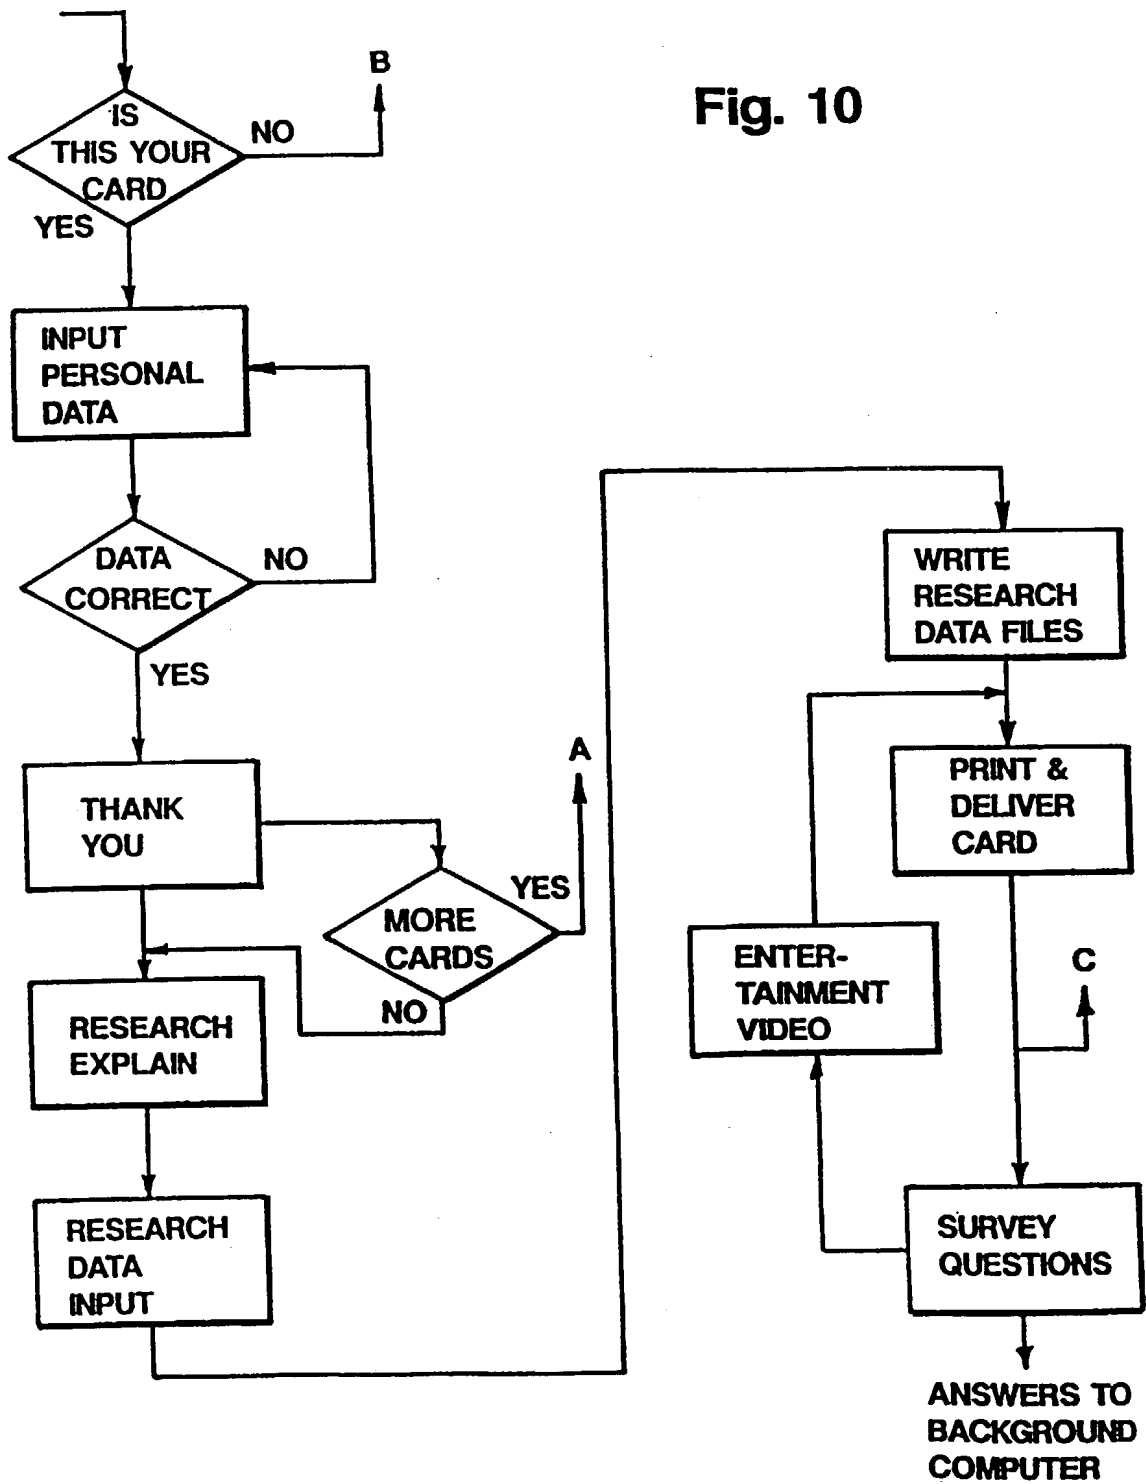 Fig. 10
B
IS
THIS YOUR
CARD
NO
YES
INPUT
PERSONAL
DATA
DATA
CORRECT
NO
YES
THANK
YOU
A
MORE
CARDS
YES
NO
RESEARCH
EXPLAIN
RESEARCH
DATA
INPUT
WRITE
RESEARCH
DATA FILES
PRINT &
DELIVER
CARD
ENTER-
TAINMENT
VIDEO
C
SURVEY
QUESTIONS
ANSWERS TO
BACKGROUND
COMPUTER